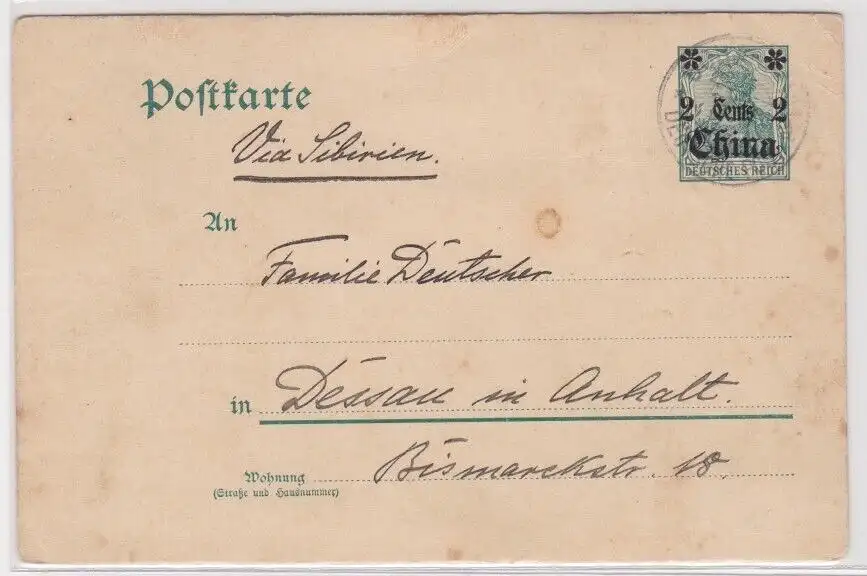 Postkarte
2 Cents 2
China
DEUTSCHES REICH
Via Sibirien.
An
Familie Deutscher
in Dessau in Anhalt.
Bismarckstr. 18.
Wohnung
(Straße und Hausnummer)